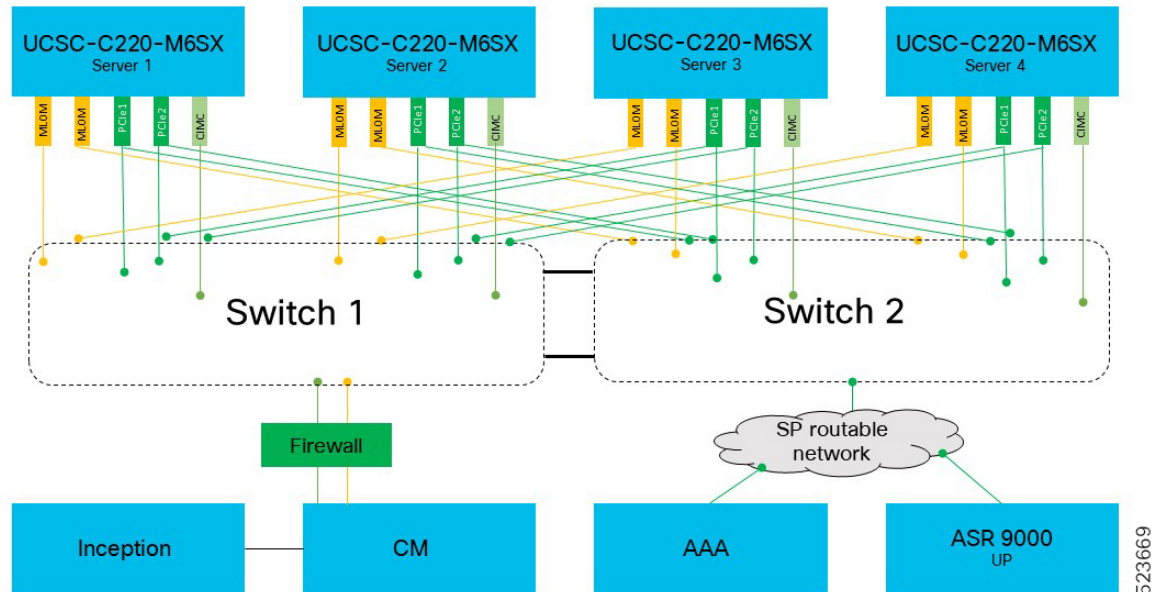 UCSC-C220-M6SX
Server 1
UCSC-C220-M6SX
Server 2
UCSC-C220-M6SX
Server 3
UCSC-C220-M6SX
Server 4
MLOM
MLOM
PCIe1
PCIe2
CIMC
MLOM
MLOM
PCIe1
PCIe2
CIMC
MLOM
MLOM
PCIe1
PCIe2
CIMC
MLOM
MLOM
PCIe1
PCIe2
CIMC
Switch 1
Switch 2
Firewall
SP routable
network
Inception
CM
AAA
ASR 9000
UP
523669